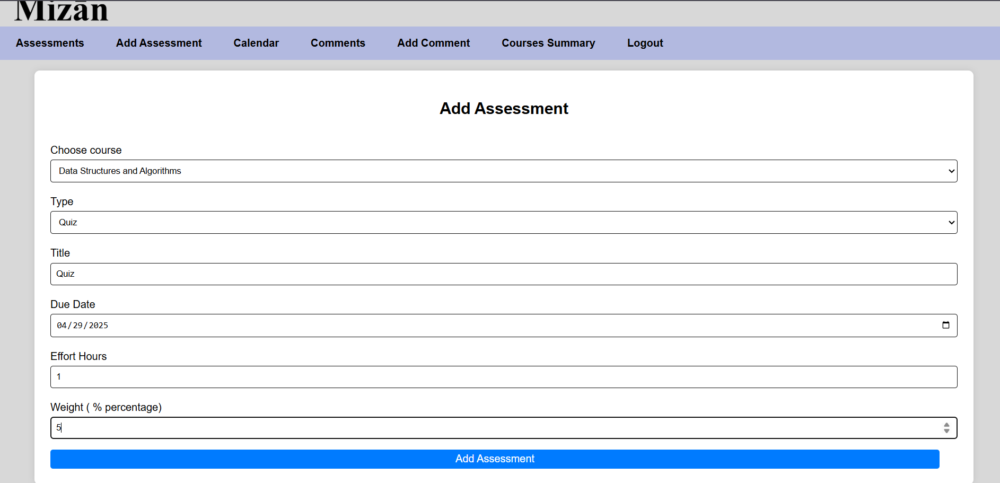 Mizān
Assessments Add Assessment Calendar Comments Add Comment Courses Summary Logout
Add Assessment
Choose course
Data Structures and Algorithms
Type
Quiz
Title
Quiz
Due Date
04/29/2025
Effort Hours
1
Weight ( % percentage)
5
Add Assessment